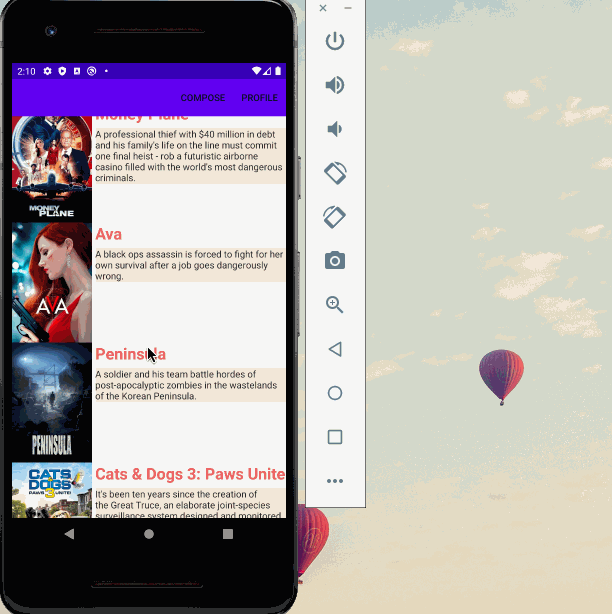 2:10
COMPOSE PROFILE
Money Plane
A professional thief with $40 million in debt
and his family's life on the line must commit
one final heist - rob a futuristic airborne
casino filled with the world's most dangerous
criminals.
MONEY
PLANE
Ava
A black ops assassin is forced to fight for her
own survival after a job goes dangerously
wrong.
AVA
Peninsula
A soldier and his team battle hordes of
post-apocalyptic zombies in the wastelands
of the Korean Peninsula.
PENINSULA
Cats & Dogs 3: Paws Unite
It's been ten years since the creation of
the Great Truce, an elaborate joint-species
surveillance system designed and monitored
CATS
DOGS
3
PAWS UNITE!